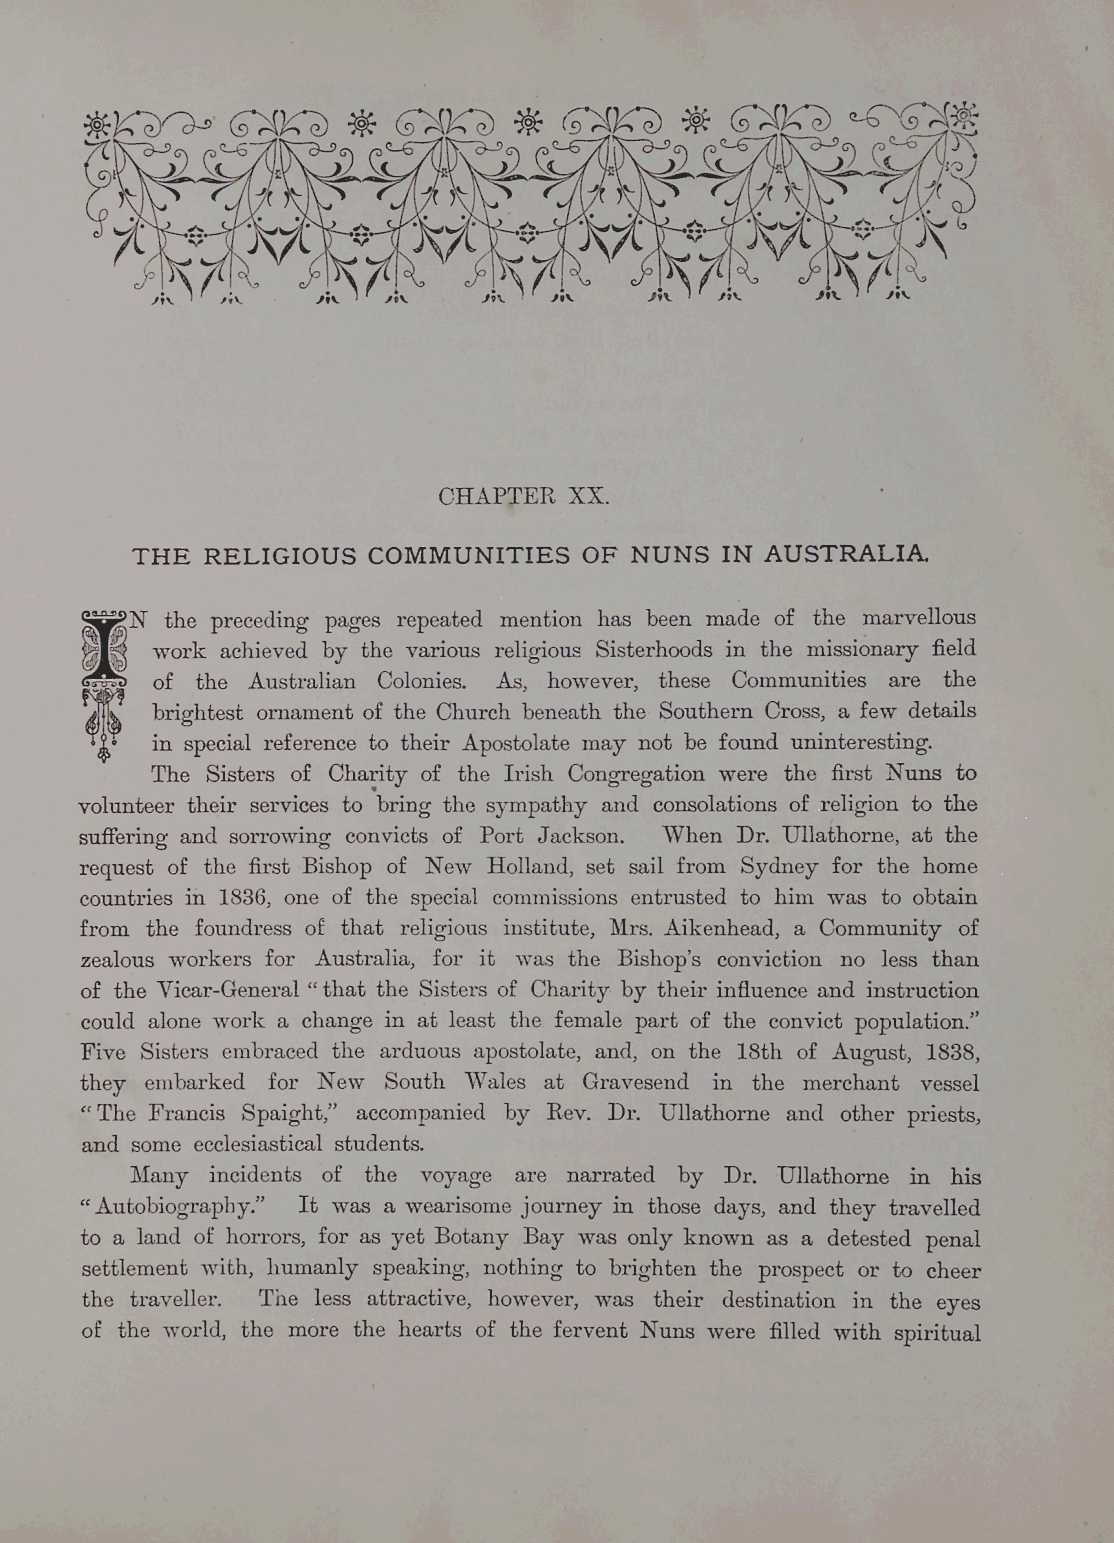 CHAPTER XX.
THE RELIGIOUS COMMUNITIES OF NUNS IN AUSTRALIA.
IN the preceding pages repeated mention has been made of the marvellous
work achieved by the various religious Sisterhoods in the missionary field
of the Australian Colonies. As, however, these Communities are the
brightest ornament of the Church beneath the Southern Cross, a few details
in special reference to their Apostolate may not be found uninteresting.
The Sisters of Charity of the Irish Congregation were the first Nuns to
volunteer their services to bring the sympathy and consolations of religion to the
suffering and sorrowing convicts of Port Jackson. When Dr. Ullathorne, at the
request of the first Bishop of New Holland, set sail from Sydney for the home
countries in 1836, one of the special commissions entrusted to him was to obtain
from the foundress of that religious institute, Mrs. Aikenhead, a Community of
zealous workers for Australia, for it was the Bishop's conviction no less than
of the Vicar-General "that the Sisters of Charity by their influence and instruction
could alone work a change in at least the female part of the convict population."
Five Sisters embraced the arduous apostolate, and, on the 18th of August, 1838,
they embarked for New South Wales at Gravesend in the merchant vessel
"The Francis Spaight," accompanied by Rev. Dr. Ullathorne and other priests,
and some ecclesiastical students.
Many incidents of the voyage are narrated by Dr. Ullathorne in his
"Autobiography." It was a wearisome journey in those days, and they travelled
to a land of horrors, for as yet Botany Bay was only known as a detested penal
settlement with, humanly speaking, nothing to brighten the prospect or to cheer
the traveller. The less attractive, however, was their destination in the eyes
of the world, the more the hearts of the fervent Nuns were filled with spiritual